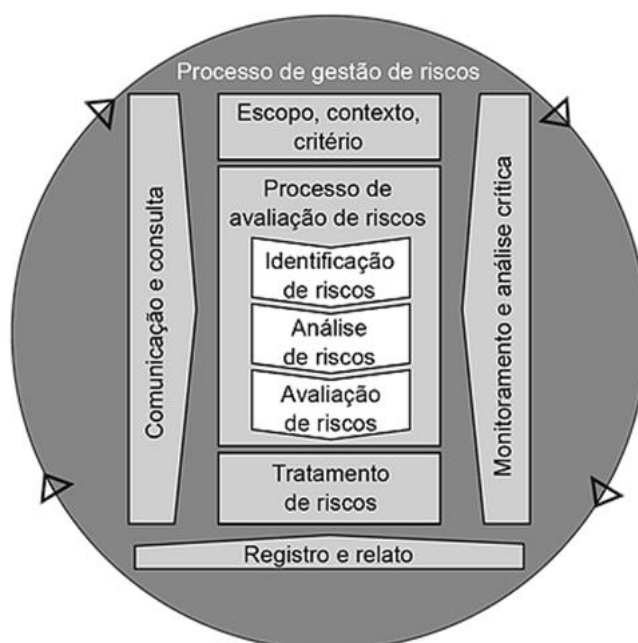 Processo de gestão de riscos
Escopo, contexto,
critério
Processo de
avaliação de riscos
Identificação
de riscos
Análise
de riscos
Avaliação
de riscos
Tratamento
de riscos
Comunicação e consulta
Monitoramento e análise crítica
Registro e relato